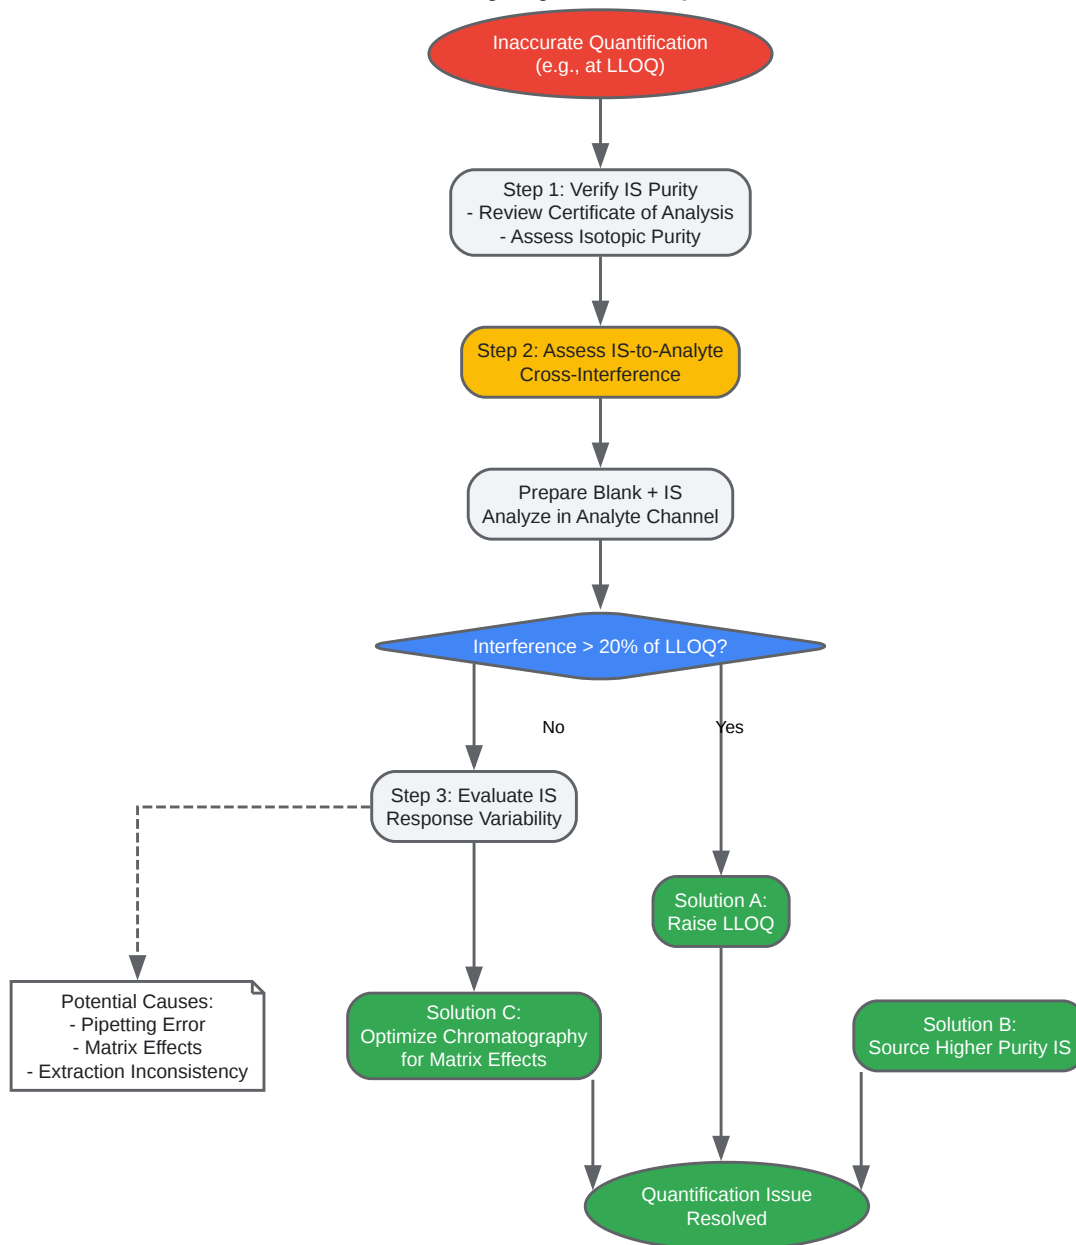 Inaccurate Quantification
(e.g., at LLOQ)
Step 1: Verify IS Purity
- Review Certificate of Analysis
- Assess Isotopic Purity
Step 2: Assess IS-to-Analyte
Cross-Interference
Prepare Blank + IS
Analyze in Analyte Channel
Interference > 20% of LLOQ?
No
Yes
Step 3: Evaluate IS
Response Variability
Solution A:
Raise LLOQ
Potential Causes:
- Pipetting Error
- Matrix Effects
- Extraction Inconsistency
Solution C:
Optimize Chromatography
for Matrix Effects
Solution B:
Source Higher Purity IS
Quantification Issue
Resolved